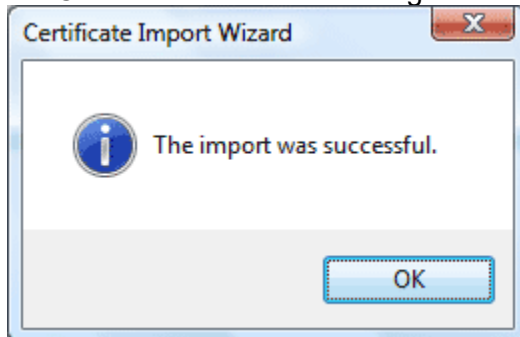 Certificate Import Wizard
The import was successful.
OK